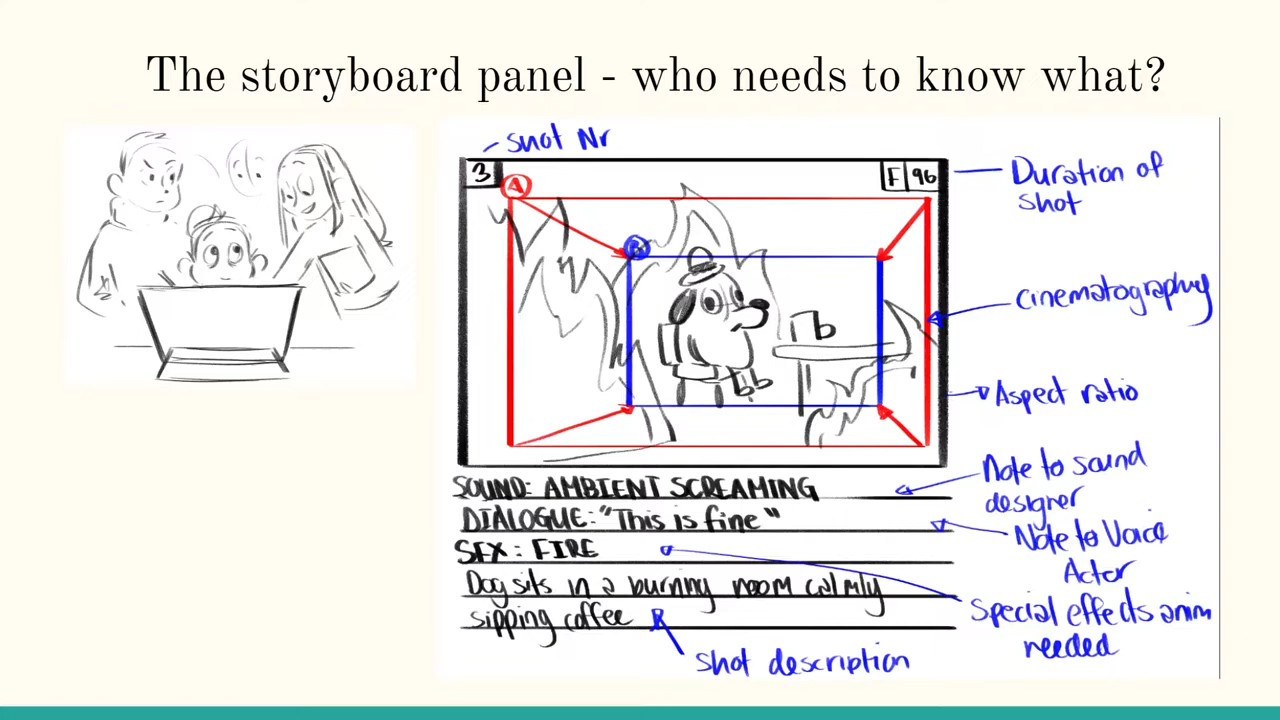 The storyboard panel - who needs to know what?
shot Nr
3
A
F 96
Duration of
shot
B
b
cinematography
Aspect ratio
SOUND: AMBIENT SCREAMING
Note to sound
designer
DIALOGUE: "This is fine"
Note to Voice
Actor
SFX: FIRE
Special effects anim
needed
Dog sits in a burning room calmly
sipping coffee
shot description